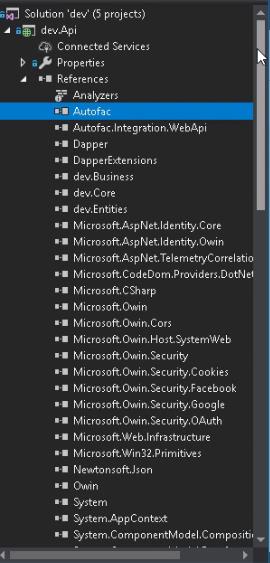 Solution 'dev' (5 projects)
dev.Api
Connected Services
Properties
References
Analyzers
Autofac
Autofac.Integration.WebApi
Dapper
DapperExtensions
dev.Business
dev.Core
dev.Entities
Microsoft.AspNet.Identity.Core
Microsoft.AspNet.Identity.Owin
Microsoft.AspNet.TelemetryCorrelatio
Microsoft.CodeDom.Providers.DotNet
Microsoft.CSharp
Microsoft.Owin
Microsoft.Owin.Cors
Microsoft.Owin.Host.SystemWeb
Microsoft.Owin.Security
Microsoft.Owin.Security.Cookies
Microsoft.Owin.Security.Facebook
Microsoft.Owin.Security.Google
Microsoft.Owin.Security.OAuth
Microsoft.Web.Infrastructure
Microsoft.Win32.Primitives
Newtonsoft.Json
Owin
System
System.AppContext
System.ComponentModel.Compositi